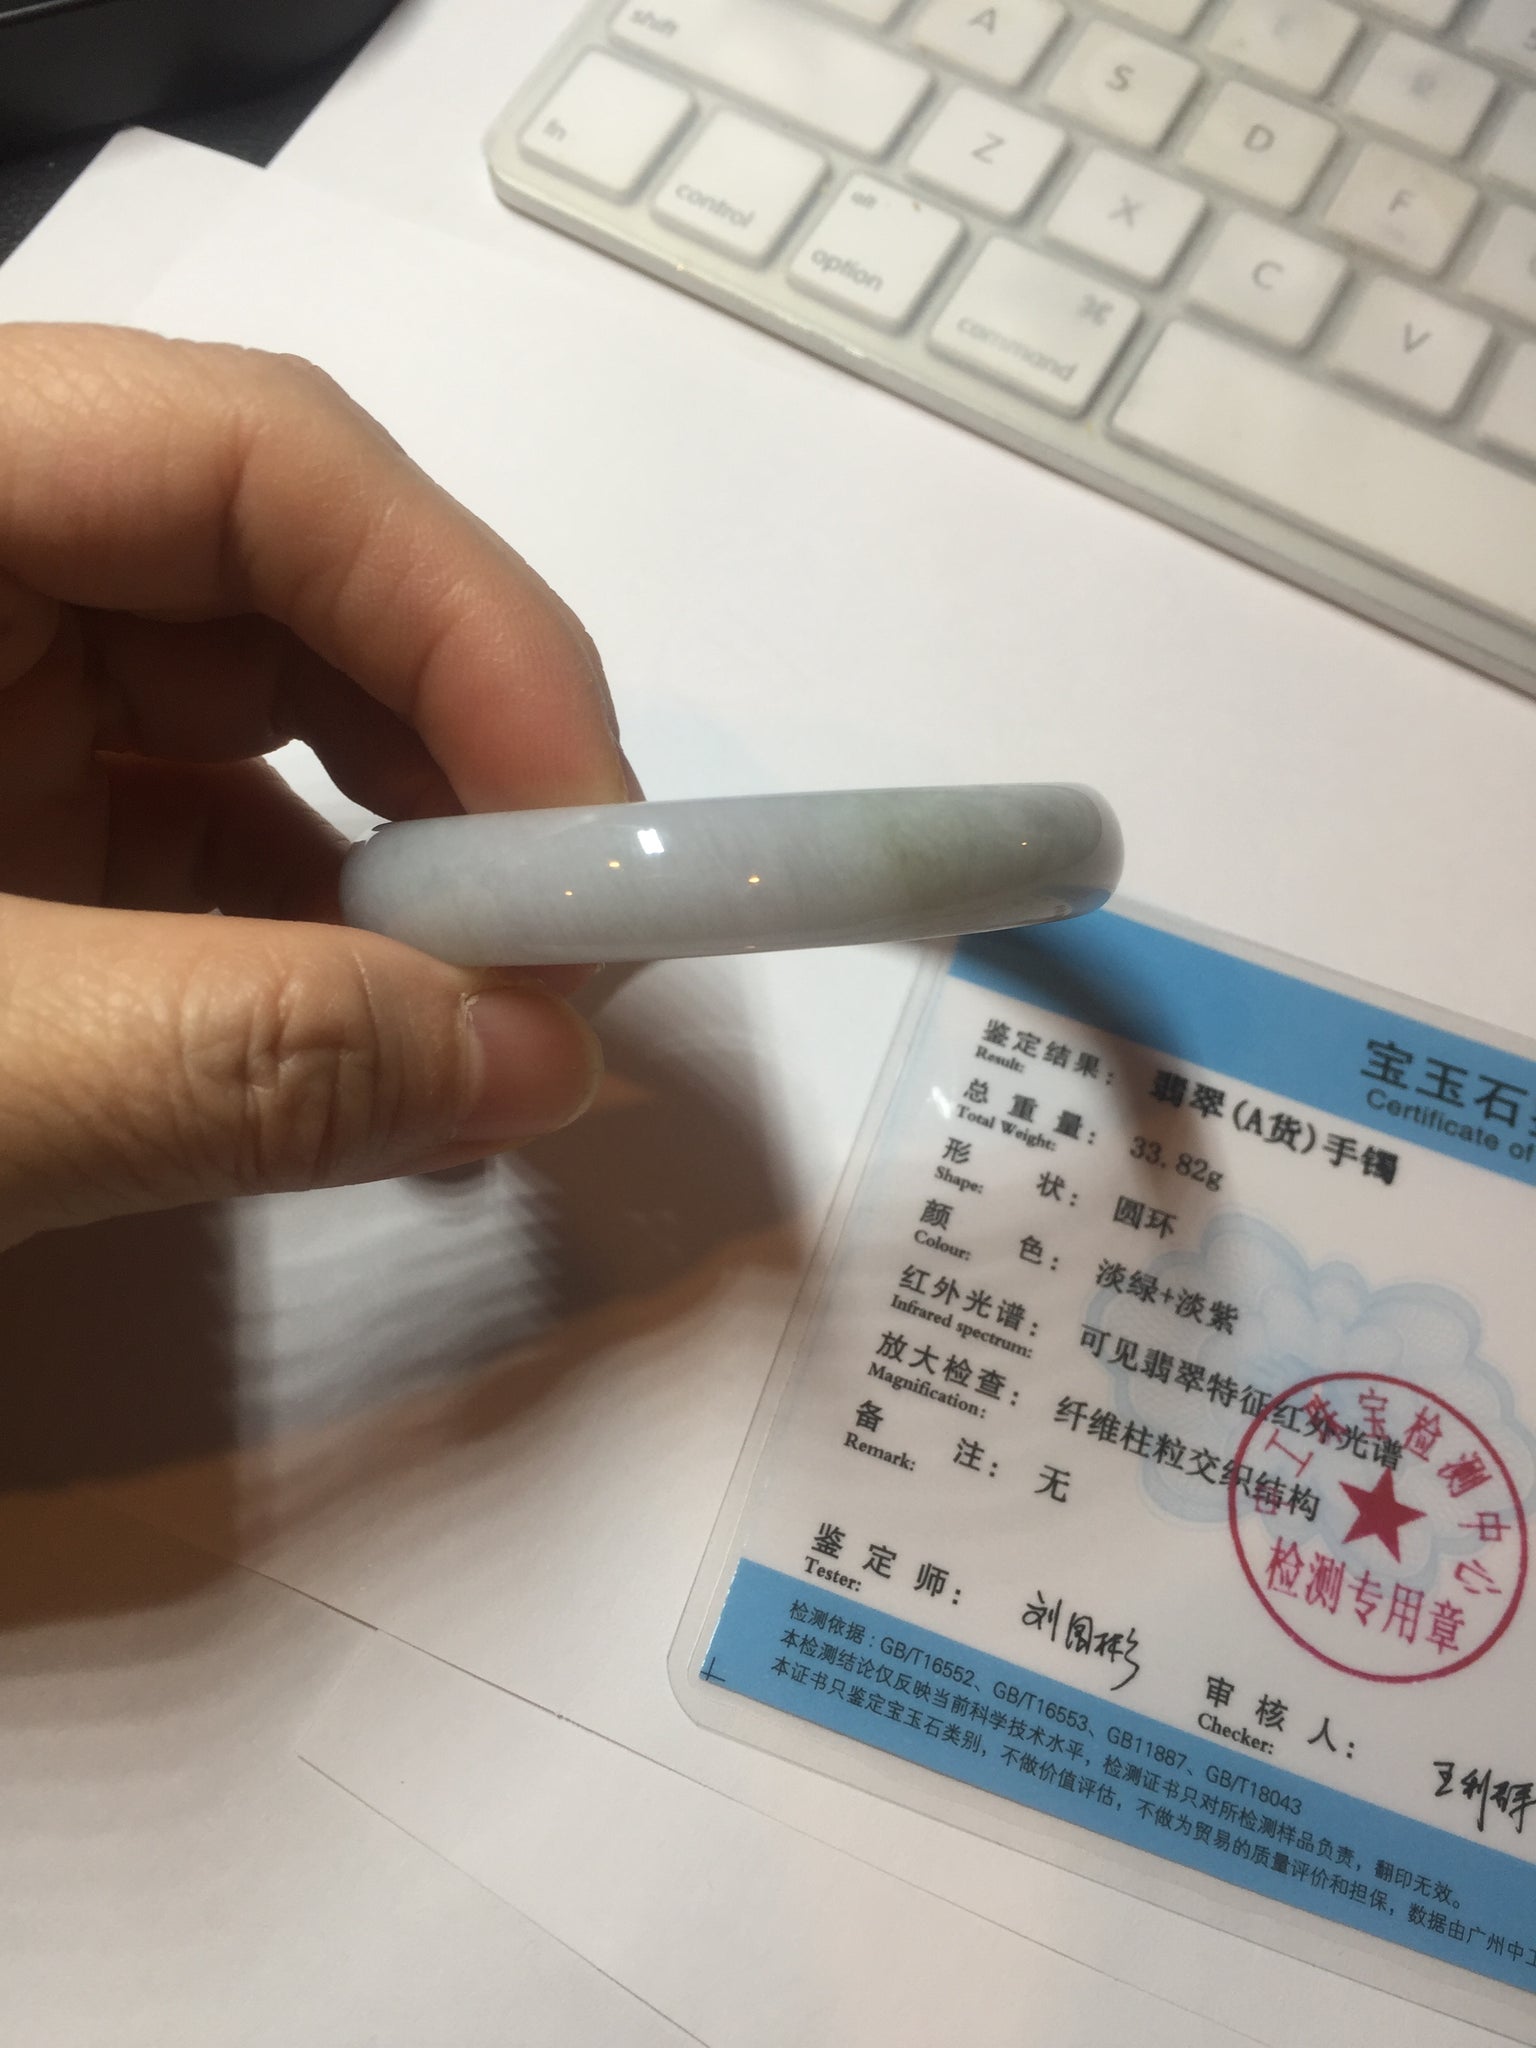 shift
A
S
D
F
fn
control
alt
option
⌘
command
Z
X
C
V
宝玉石
Certificate of
鉴定结果：翡翠(A货)手镯
Result:
总重量：33.82g
Total Weight:
形状：圆环
Shape:
颜色：淡绿+淡紫
Colour:
红外光谱：可见翡翠特征红外光谱
Infrared spectrum:
放大检查：纤维柱粒交织结构
Magnification:
备注：无
Remark:
鉴定师：
Tester:
审核人：
Checker:
珠宝检测中心
检测专用章
检测依据：GB/T16552、GB/T16553、GB11887、GB/T18043
本检测结论仅反映当前科学技术水平，检测证书只对所检测样品负责，翻印无效。
本证书只鉴定宝玉石类别，不做价值评估，不做为贸易的质量评价和担保，数据由广州中工